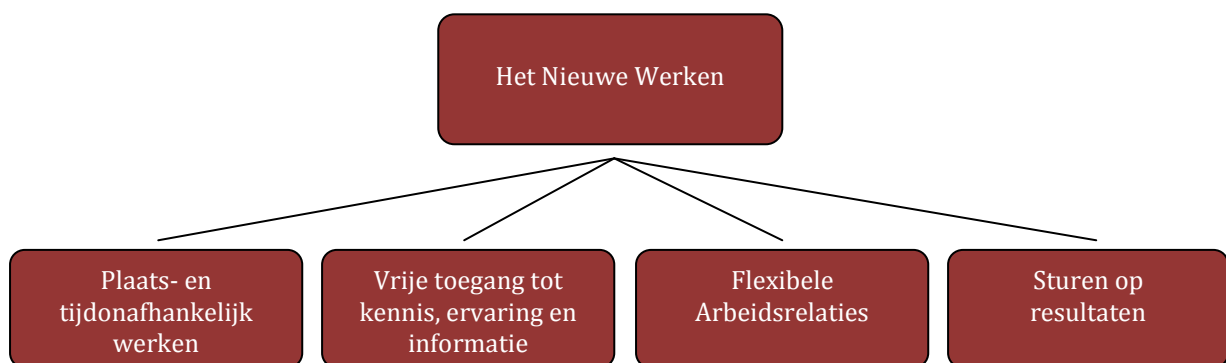 Het Nieuwe Werken
Plaats- en
tijdonafhankelijk
werken
Vrije toegang tot
kennis, ervaring en
informatie
Flexibele
Arbeidsrelaties
Sturen op
resultaten